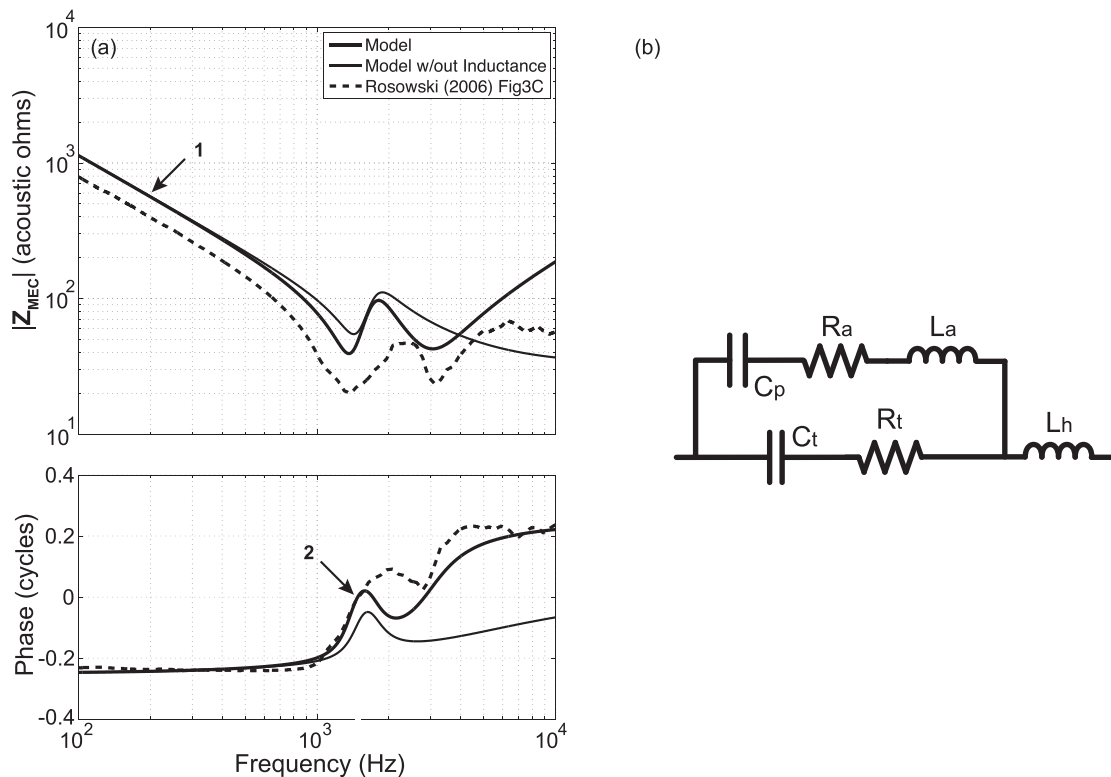 (a)
Model
Model w/out Inductance
Rosowski (2006) Fig3C
10^4
10^3
10^2
10^1
|Z_MEC| (acoustic ohms)
1
0.4
0.2
0
-0.2
-0.4
Phase (cycles)
2
10^2
10^3
10^4
Frequency (Hz)
(b)
Ra
La
Cp
Ct
Rt
Lh